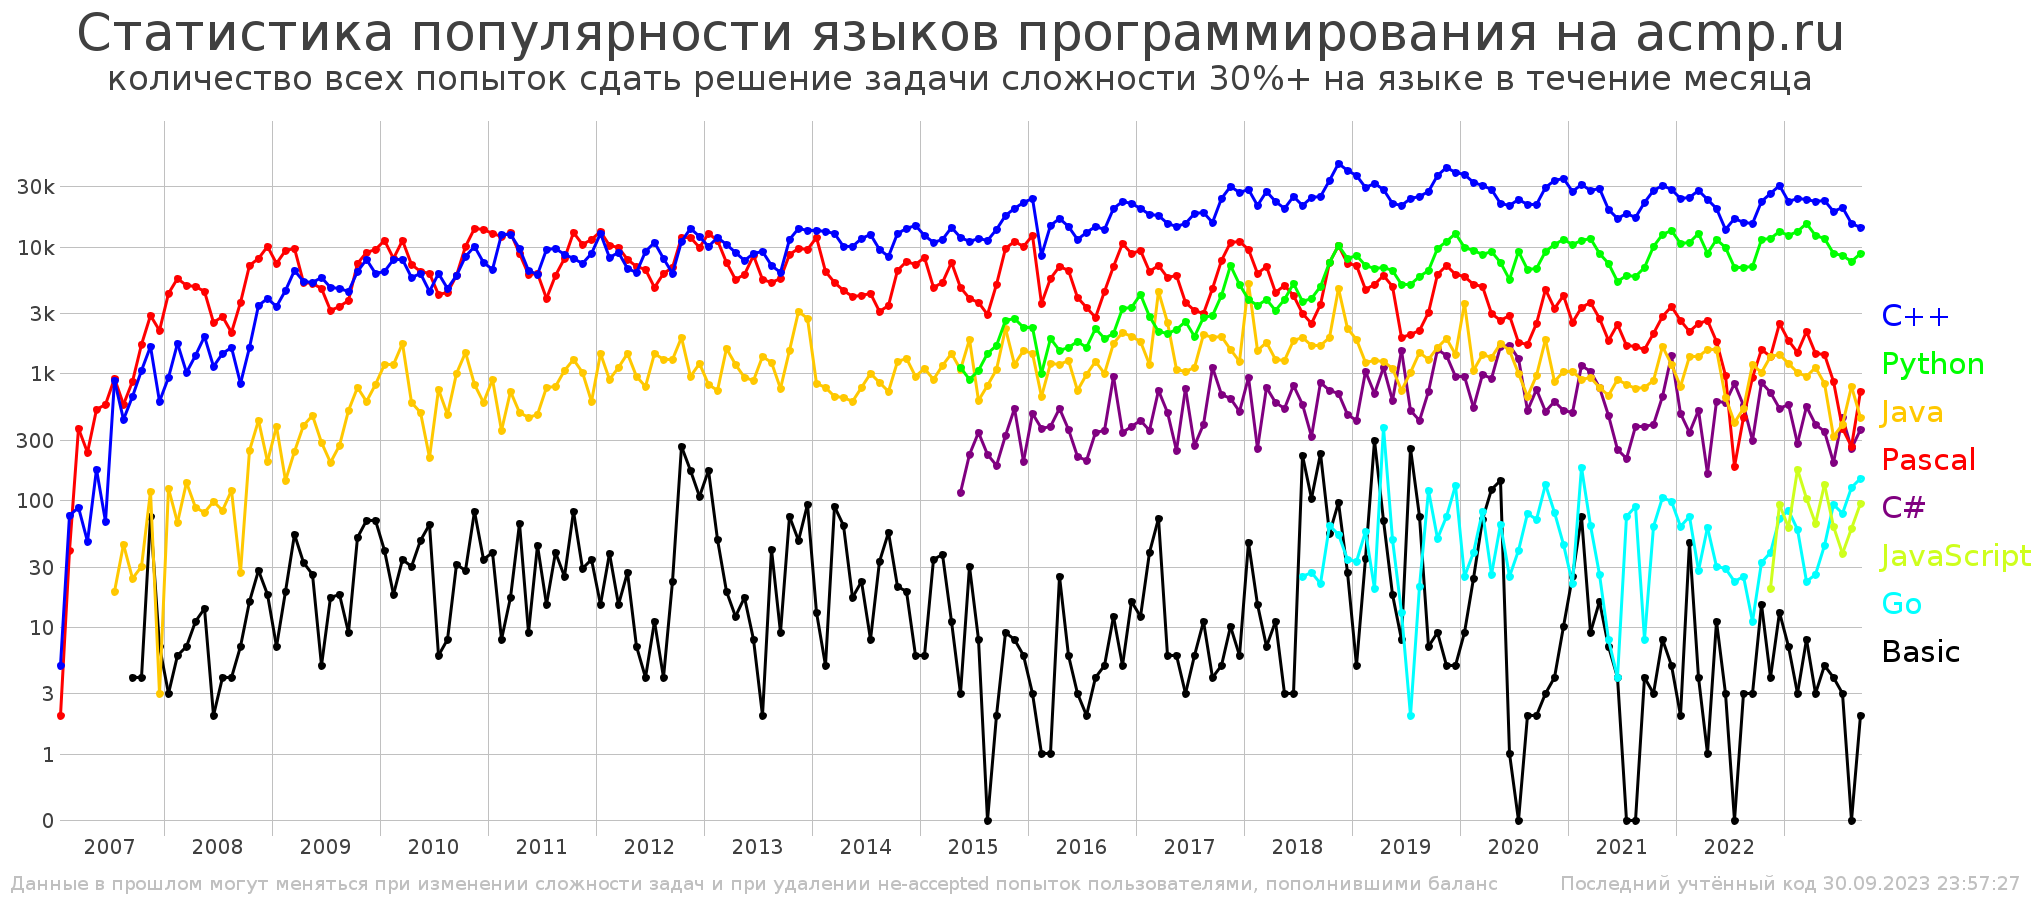 Статистика популярности языков программирования на acmp.ru
количество всех попыток сдать решение задачи сложности 30%+ на языке в течение месяца
30k
10k
3k
1k
300
100
30
10
3
1
0
C++
Python
Java
Pascal
C#
JavaScript
Go
Basic
2007 2008 2009 2010 2011 2012 2013 2014 2015 2016 2017 2018 2019 2020 2021 2022
Данные в прошлом могут меняться при изменении сложности задач и при удалении не-accepted попыток пользователями, пополнившими баланс
Последний учтённый код 30.09.2023 23:57:27